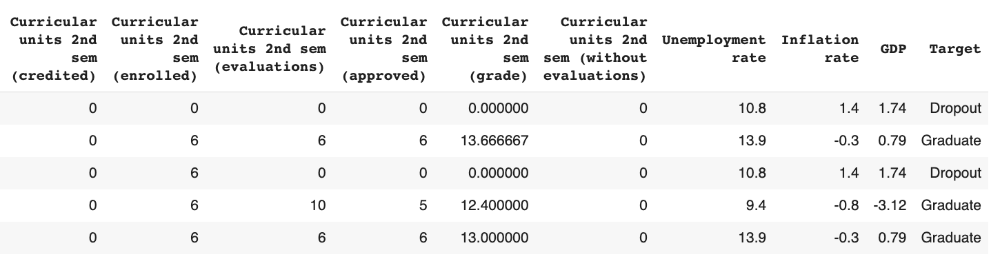 Curricular units 2nd sem (credited) Curricular units 2nd sem (enrolled) Curricular units 2nd sem (evaluations) Curricular units 2nd sem (approved) Curricular units 2nd sem (grade) Curricular units 2nd sem (without evaluations) Unemployment rate Inflation rate GDP Target
0 0 0 0 0.000000 0 10.8 1.4 1.74 Dropout
0 6 6 6 13.666667 0 13.9 -0.3 0.79 Graduate
0 6 0 0 0.000000 0 10.8 1.4 1.74 Dropout
0 6 10 5 12.400000 0 9.4 -0.8 -3.12 Graduate
0 6 6 6 13.000000 0 13.9 -0.3 0.79 Graduate